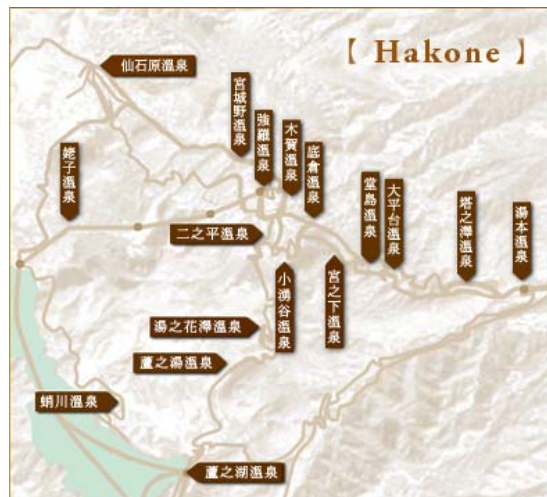 【 Hakone 】
仙石原溫泉
宮城野溫泉
強羅溫泉
木賀溫泉
底倉溫泉
姥子溫泉
堂島溫泉
大平台溫泉
塔之澤溫泉
湯本溫泉
二之平溫泉
小湧谷溫泉
宮之下溫泉
湯之花澤溫泉
蘆之湯溫泉
蛸川溫泉
蘆之湖溫泉